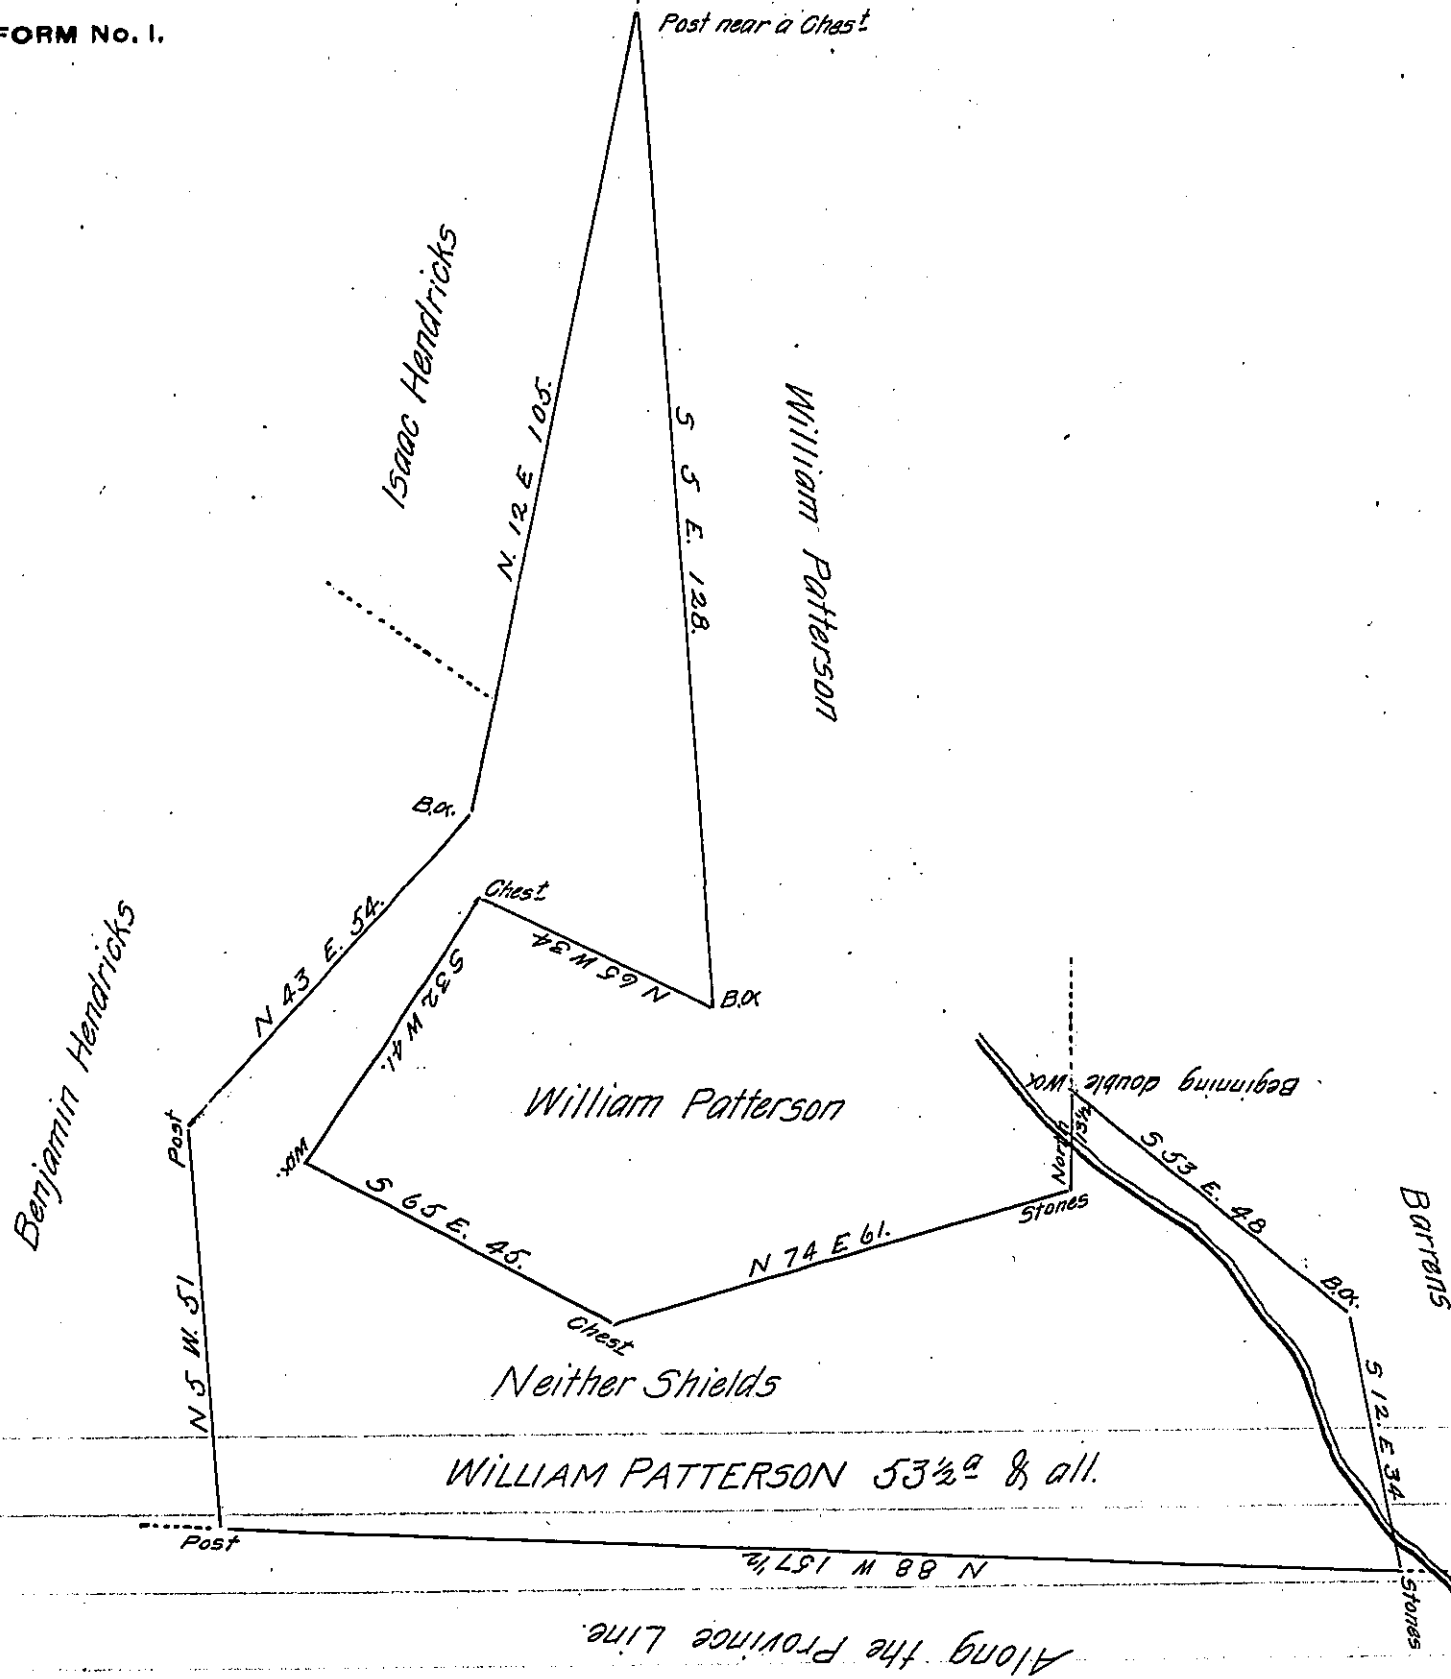 FORM No. 1.
Post near a Chest
Isaac Hendricks
N. 12 E 105.
S 5 E. 128.
William Patterson
B.O.
Chest
N 65 W 34
B.O.
N 43 E. 54.
S 32 W 41.
Benjamin Hendricks
William Patterson
Beginning double W.O.
Post
North 13½
S 53 E. 48
W.O.
Stones
S 65 E. 45.
N 74 E 61.
Barrens
B.O.
N 5 W. 51
Chest
Neither Shields
S 12. E 34
WILLIAM PATTERSON 53½ a & all.
Post
N 88 W 157½
Stones
Along the Province Line.